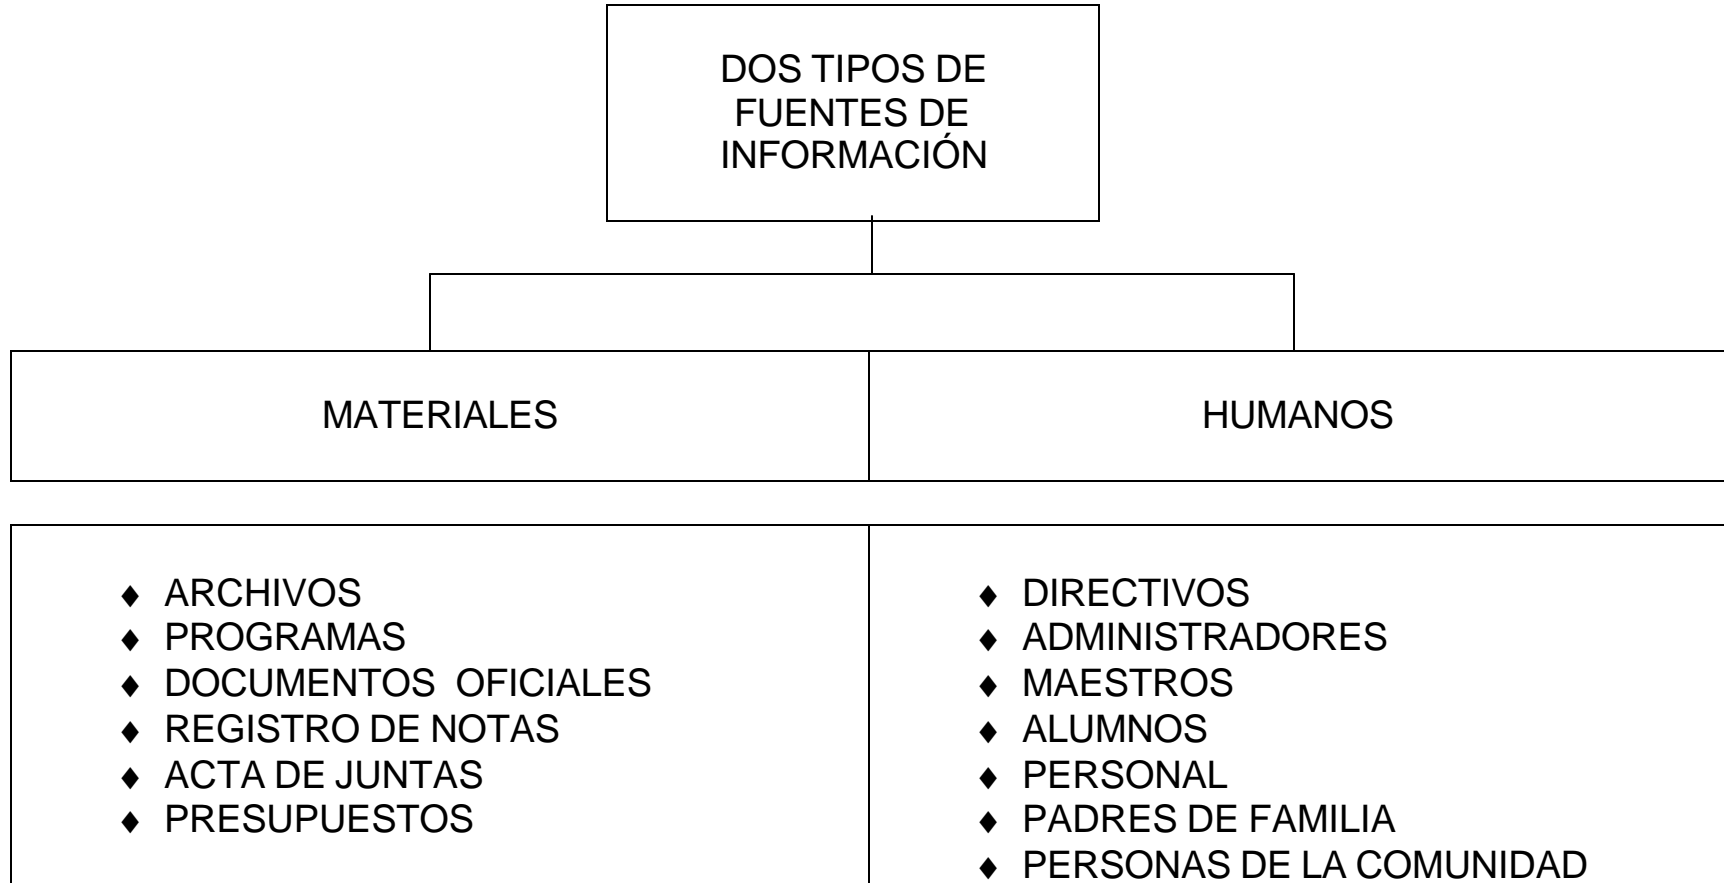 DOS TIPOS DE
FUENTES DE
INFORMACIÓN
MATERIALES
HUMANOS
♦ ARCHIVOS
♦ PROGRAMAS
♦ DOCUMENTOS OFICIALES
♦ REGISTRO DE NOTAS
♦ ACTA DE JUNTAS
♦ PRESUPUESTOS
♦ DIRECTIVOS
♦ ADMINISTRADORES
♦ MAESTROS
♦ ALUMNOS
♦ PERSONAL
♦ PADRES DE FAMILIA
♦ PERSONAS DE LA COMUNIDAD